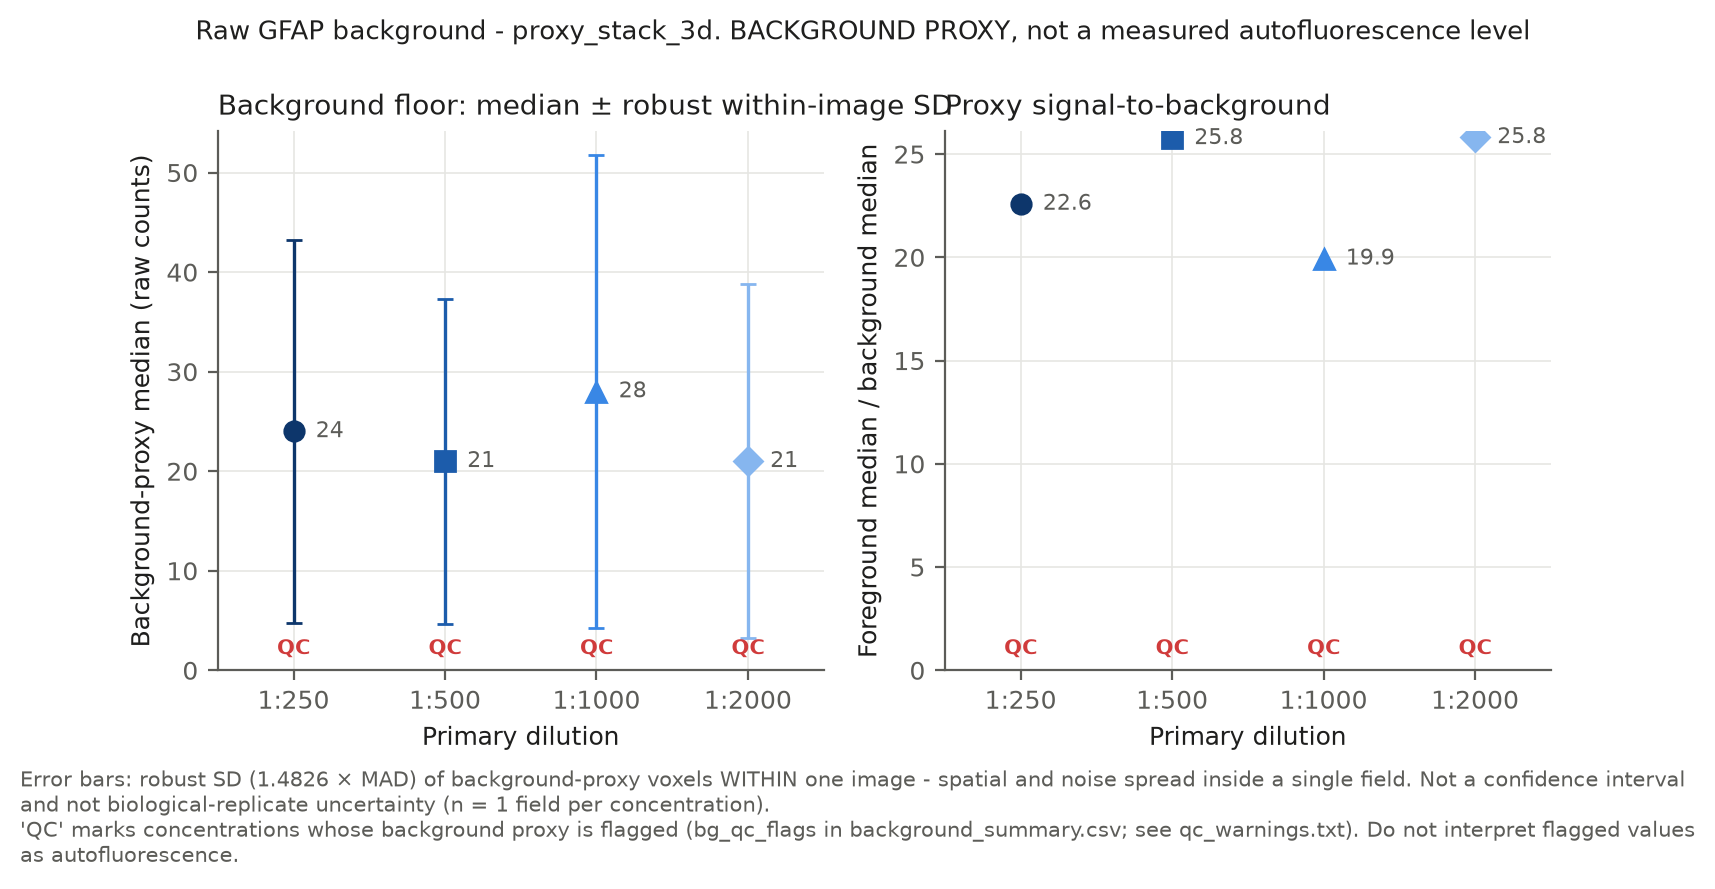 Raw GFAP background - proxy_stack_3d. BACKGROUND PROXY, not a measured autofluorescence level
Background floor: median ± robust within-image SD
Background-proxy median (raw counts)
50
40
30
20
10
0
24
21
28
21
QC
QC
QC
QC
1:250
1:500
1:1000
1:2000
Primary dilution
Proxy signal-to-background
Foreground median / background median
25
20
15
10
5
0
22.6
25.8
19.9
25.8
QC
QC
QC
QC
1:250
1:500
1:1000
1:2000
Primary dilution
Error bars: robust SD (1.4826 × MAD) of background-proxy voxels WITHIN one image - spatial and noise spread inside a single field. Not a confidence interval
and not biological-replicate uncertainty (n = 1 field per concentration).
'QC' marks concentrations whose background proxy is flagged (bg_qc_flags in background_summary.csv; see qc_warnings.txt). Do not interpret flagged values
as autofluorescence.